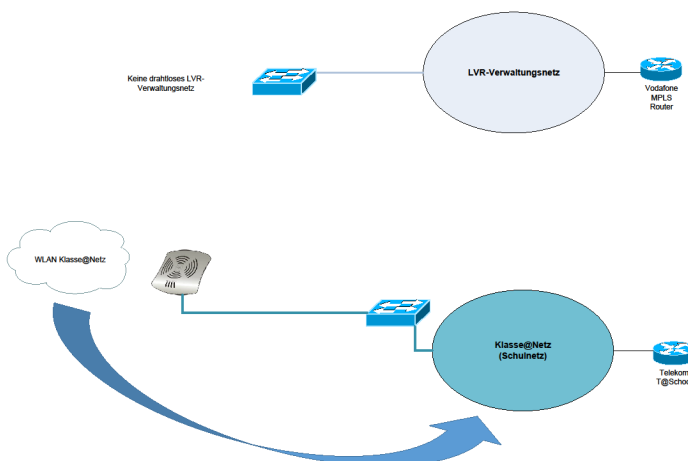 Keine drahtloses LVR-
Verwaltungsnetz
LVR-Verwaltungsnetz
Vodafone
MPLS
Router
WLAN Klasse@Netz
Klasse@Netz
(Schulnetz)
Telekom